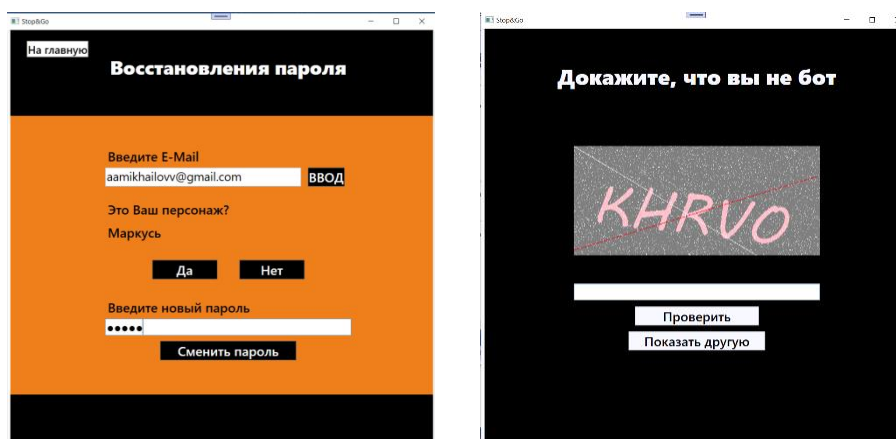 Stop&Go
На главную
Восстановления пароля
Введите E-Mail
aamikhailovv@gmail.com
ВВОД
Это Ваш персонаж?
Маркусь
Да
Нет
Введите новый пароль
Сменить пароль
Stop&Go
Докажите, что вы не бот
KHRVO
Проверить
Показать другую